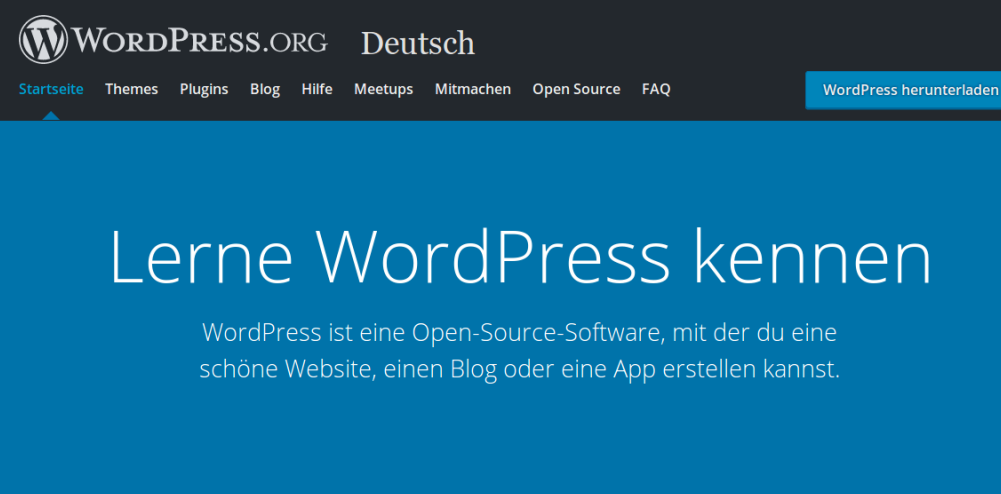 WORDPRESS.ORG Deutsch
Startseite Themes Plugins Blog Hilfe Meetups Mitmachen Open Source FAQ WordPress herunterladen
Lerne WordPress kennen
WordPress ist eine Open-Source-Software, mit der du eine
schöne Website, einen Blog oder eine App erstellen kannst.